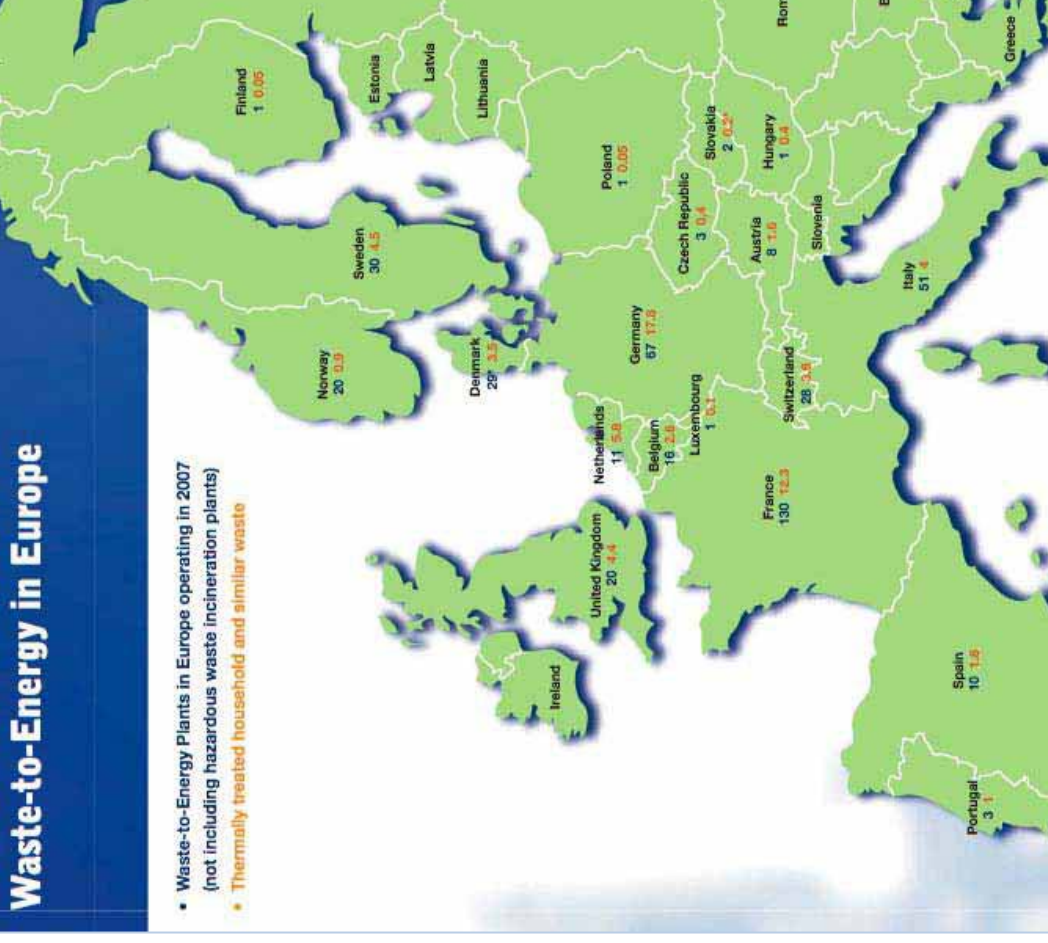 Waste-to-Energy in Europe
• Waste-to-Energy Plants in Europe operating in 2007
(not including hazardous waste incineration plants)
• Thermally treated household and similar waste
Finland
1 0.05
Norway
20 0.9
Sweden
30 4.5
Estonia
Latvia
Lithuania
Denmark
29* 3.5
Ireland
United Kingdom
20 4.4
Netherlands
11 5.8
Belgium
16 2.8
Luxembourg
1 0.1
Germany
67 17.8
Poland
1 0.05
Czech Republic
3 0.4
Slovakia
2 0.2*
Austria
8 1.6
Hungary
1 0.4
Switzerland
28 3.6
France
130 12.3
Slovenia
Italy
51 4
Spain
10 1.8
Portugal
3 1
Rom
B
Greece